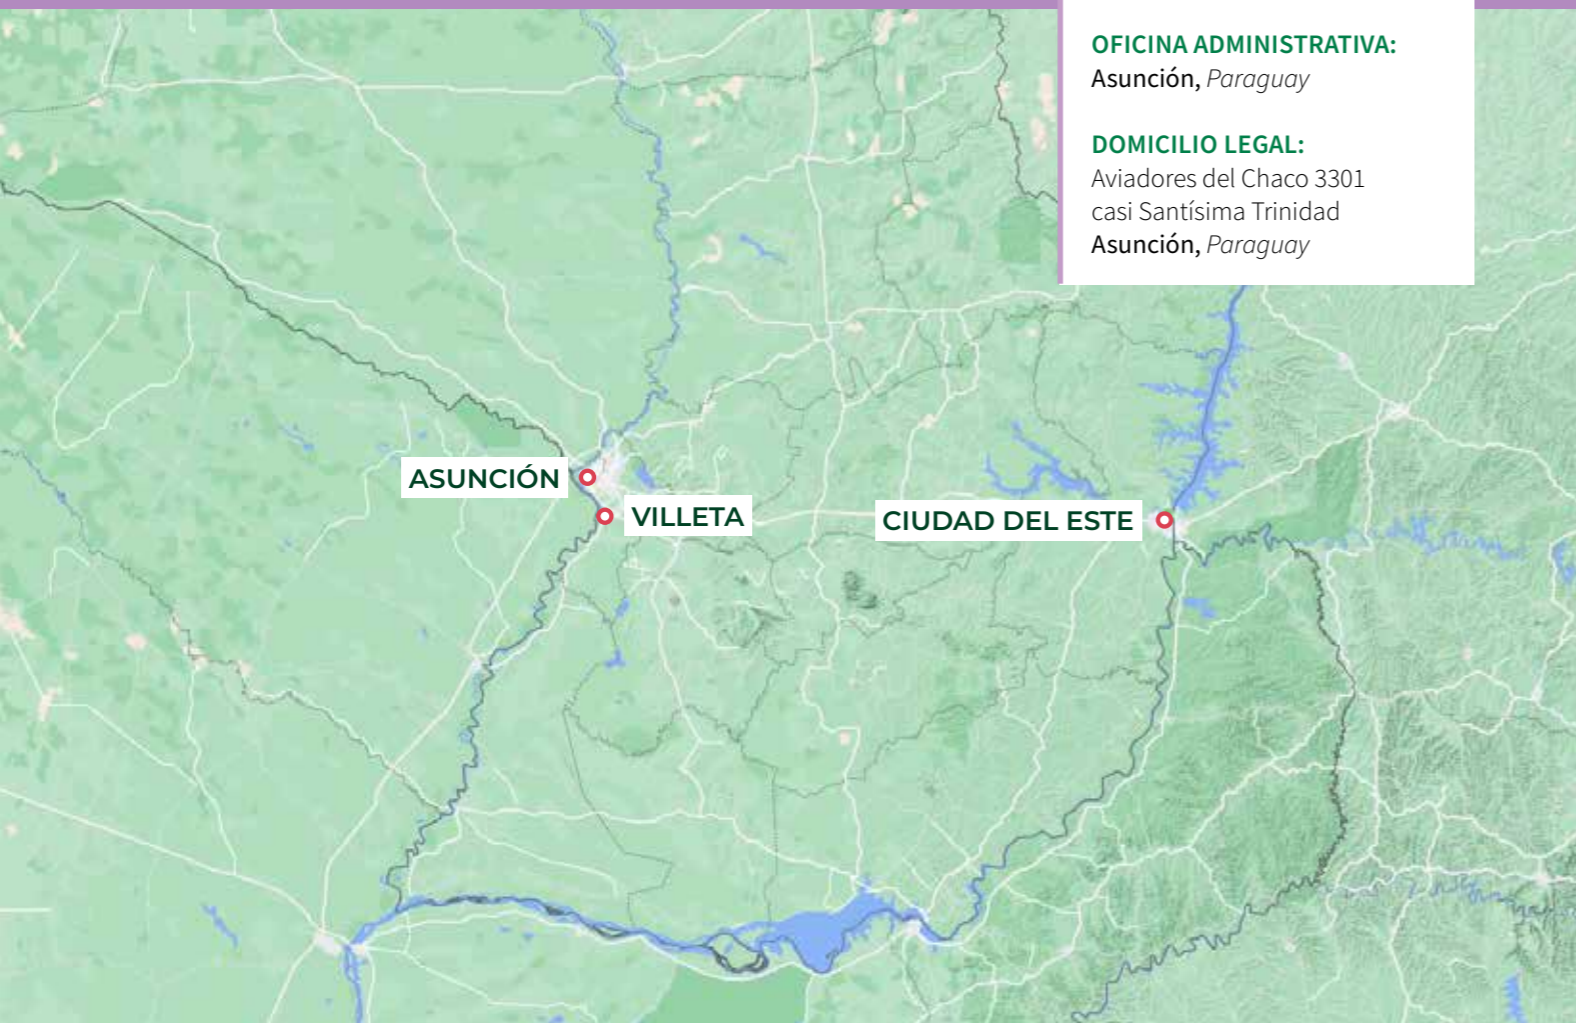 OFICINA ADMINISTRATIVA:
Asunción, Paraguay
DOMICILIO LEGAL:
Aviadores del Chaco 3301
casi Santísima Trinidad
Asunción, Paraguay
ASUNCIÓN
VILLETA
CIUDAD DEL ESTE